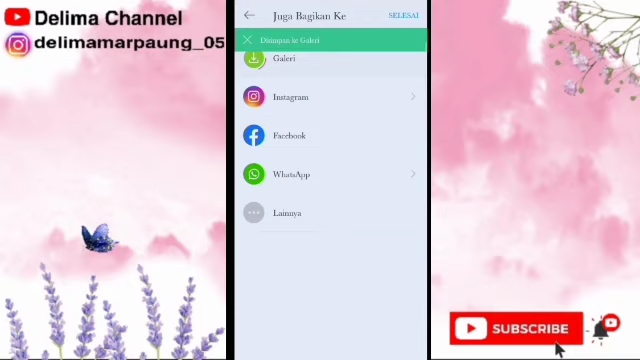 Delima Channel
delimamarpaung_05
Juga Bagikan Ke
SELESAI
Disimpan ke Galeri
Galeri
Instagram
Facebook
WhatsApp
Lainnya
SUBSCRIBE